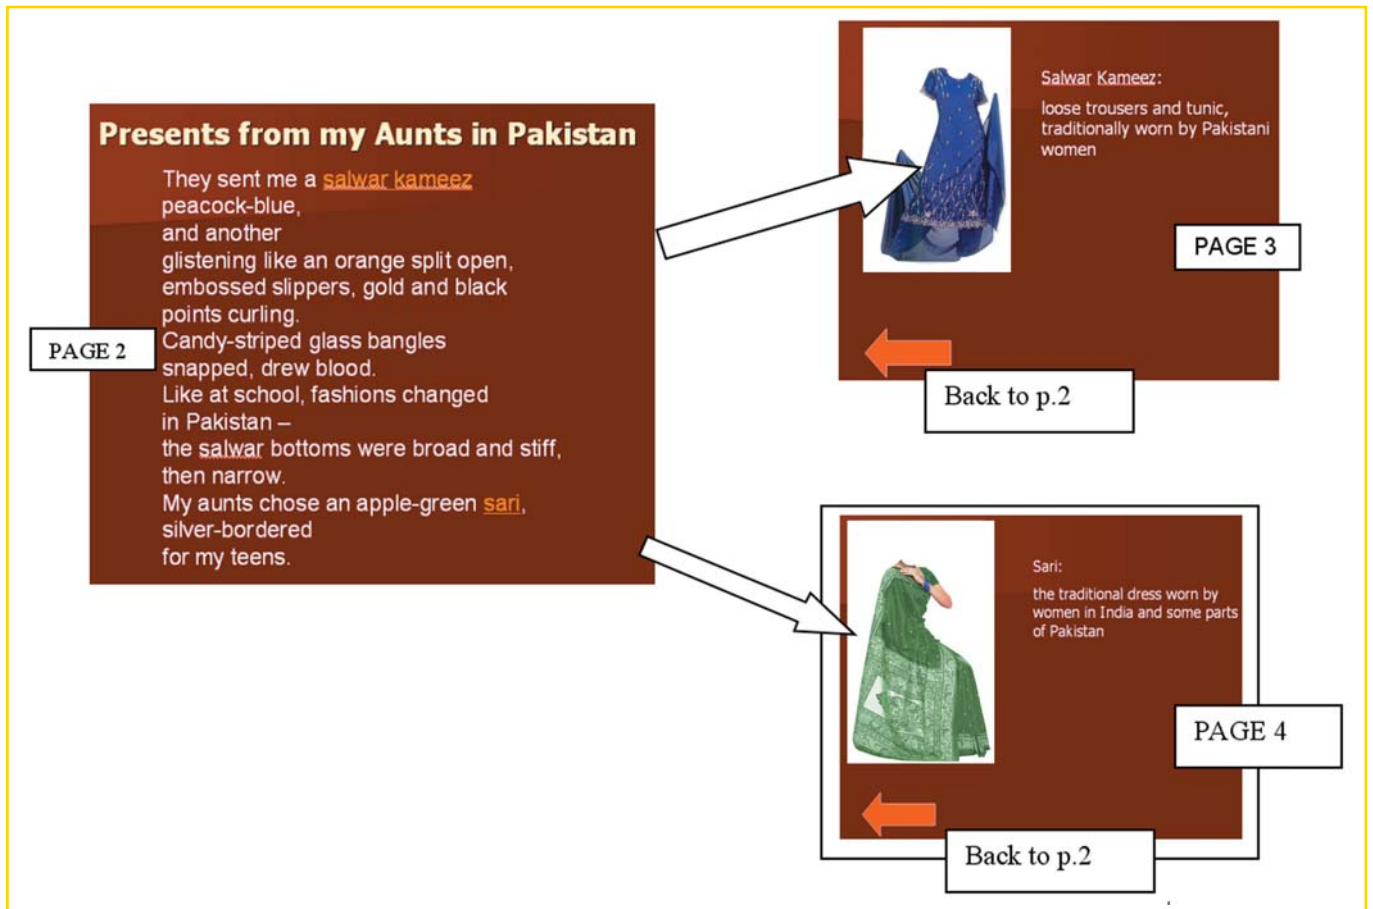 Presents from my Aunts in Pakistan
They sent me a salwar kameez
peacock-blue,
and another
glistening like an orange split open,
embossed slippers, gold and black
points curling.
Candy-striped glass bangles
snapped, drew blood.
Like at school, fashions changed
in Pakistan –
the salwar bottoms were broad and stiff,
then narrow.
My aunts chose an apple-green sari,
silver-bordered
for my teens.
PAGE 2
Salwar Kameez:
loose trousers and tunic,
traditionally worn by Pakistani
women
PAGE 3
Back to p.2
Sari:
the traditional dress worn by
women in India and some parts
of Pakistan
PAGE 4
Back to p.2